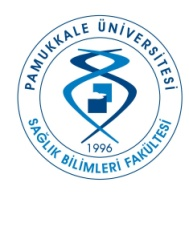 PAMUKKALE ÜNİVERSİTESİ
1996
SAĞLIK BİLİMLERİ FAKÜLTESİ